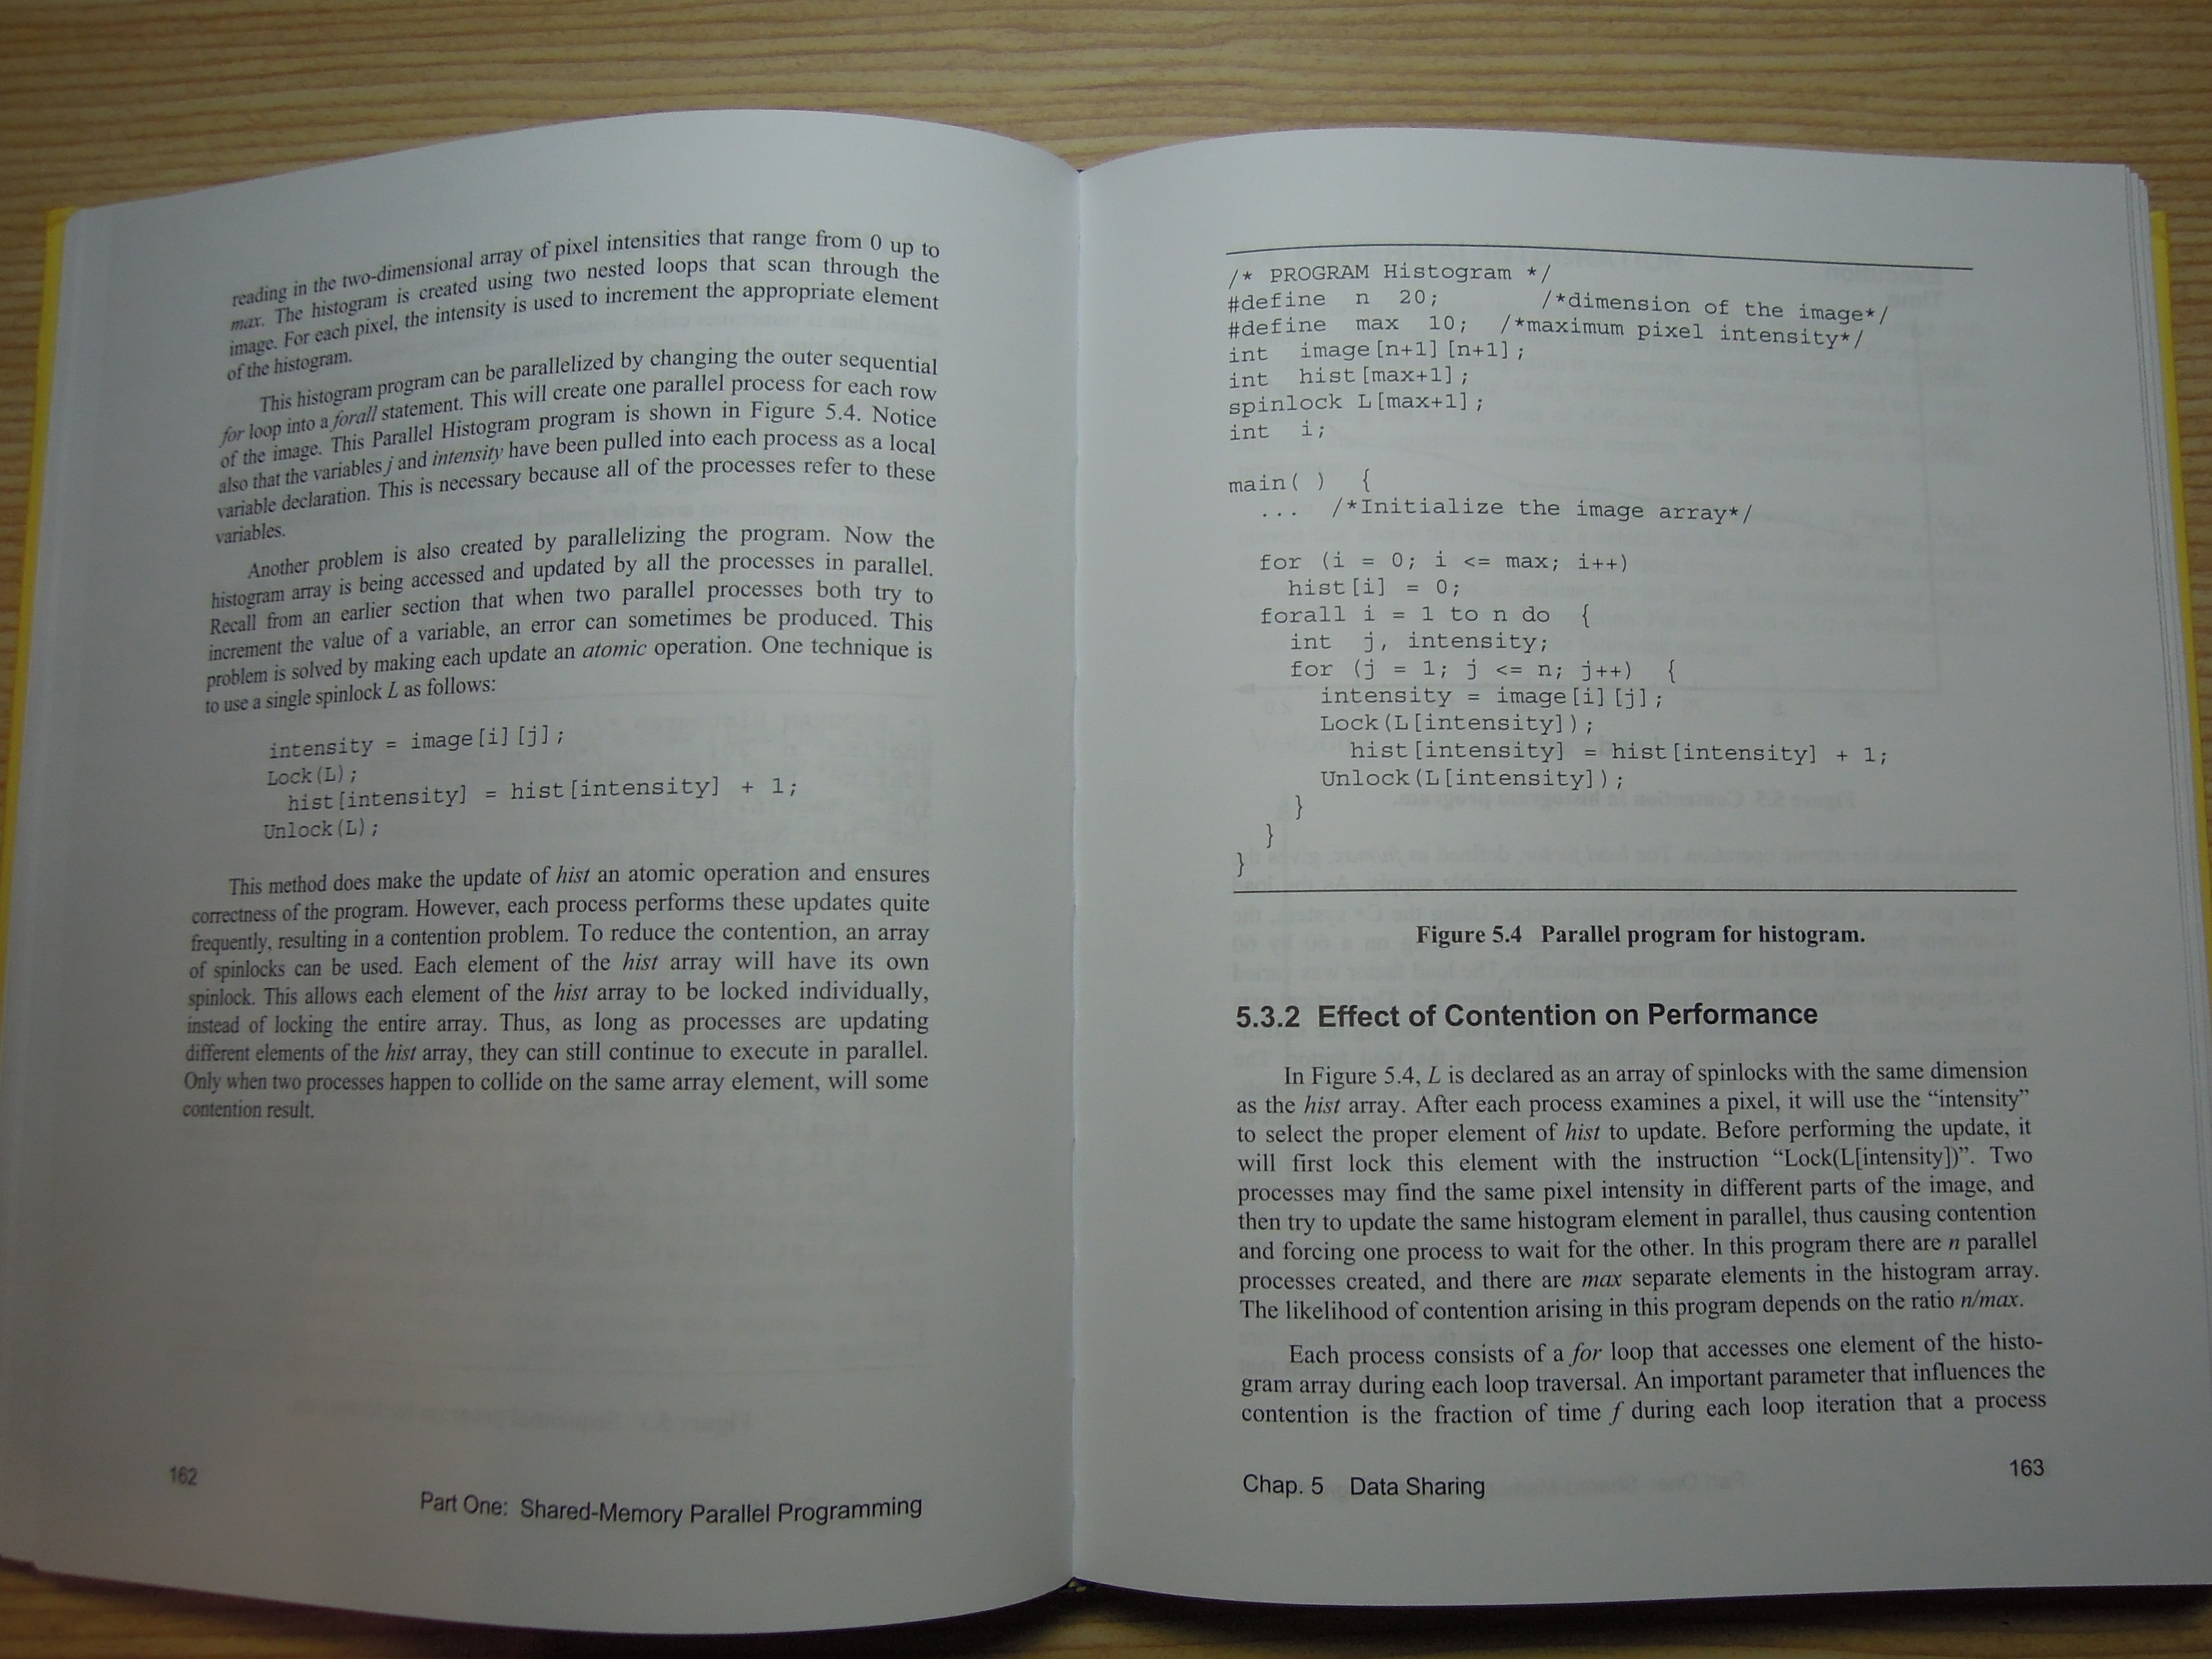 reading in the two-dimensional array of pixel intensities that range from 0 up to
max. The histogram is created using two nested loops that scan through the
image. For each pixel, the intensity is used to increment the appropriate element
of the histogram.
This histogram program can be parallelized by changing the outer sequential
for loop into a forall statement. This will create one parallel process for each row
of the image. This Parallel Histogram program is shown in Figure 5.4. Notice
also that the variables j and intensity have been pulled into each process as a local
variable declaration. This is necessary because all of the processes refer to these
variables.
Another problem is also created by parallelizing the program. Now the
histogram array is being accessed and updated by all the processes in parallel.
Recall from an earlier section that when two parallel processes both try to
increment the value of a variable, an error can sometimes be produced. This
problem is solved by making each update an atomic operation. One technique is
to use a single spinlock L as follows:
intensity = image[i][j];
Lock(L);
hist[intensity] = hist[intensity] + 1;
Unlock(L);
This method does make the update of hist an atomic operation and ensures
correctness of the program. However, each process performs these updates quite
frequently, resulting in a contention problem. To reduce the contention, an array
of spinlocks can be used. Each element of the hist array will have its own
spinlock. This allows each element of the hist array to be locked individually,
instead of locking the entire array. Thus, as long as processes are updating
different elements of the hist array, they can still continue to execute in parallel.
Only when two processes happen to collide on the same array element, will some
contention result.
162
Part One: Shared-Memory Parallel Programming
/* PROGRAM Histogram */
#define n 20; /*dimension of the image*/
#define max 10; /*maximum pixel intensity*/
int image[n+1][n+1];
int hist[max+1];
spinlock L[max+1];
int i;
main( ) {
... /*Initialize the image array*/
for (i = 0; i <= max; i++)
hist[i] = 0;
forall i = 1 to n do {
int j, intensity;
for (j = 1; j <= n; j++) {
intensity = image[i][j];
Lock(L[intensity]);
hist[intensity] = hist[intensity] + 1;
Unlock(L[intensity]);
}
}
}
Figure 5.4 Parallel program for histogram.
5.3.2 Effect of Contention on Performance
In Figure 5.4, L is declared as an array of spinlocks with the same dimension
as the hist array. After each process examines a pixel, it will use the “intensity”
to select the proper element of hist to update. Before performing the update, it
will first lock this element with the instruction “Lock(L[intensity])”. Two
processes may find the same pixel intensity in different parts of the image, and
then try to update the same histogram element in parallel, thus causing contention
and forcing one process to wait for the other. In this program there are n parallel
processes created, and there are max separate elements in the histogram array.
The likelihood of contention arising in this program depends on the ratio n/max.
Each process consists of a for loop that accesses one element of the histo-
gram array during each loop traversal. An important parameter that influences the
contention is the fraction of time f during each loop iteration that a process
Chap. 5 Data Sharing
163